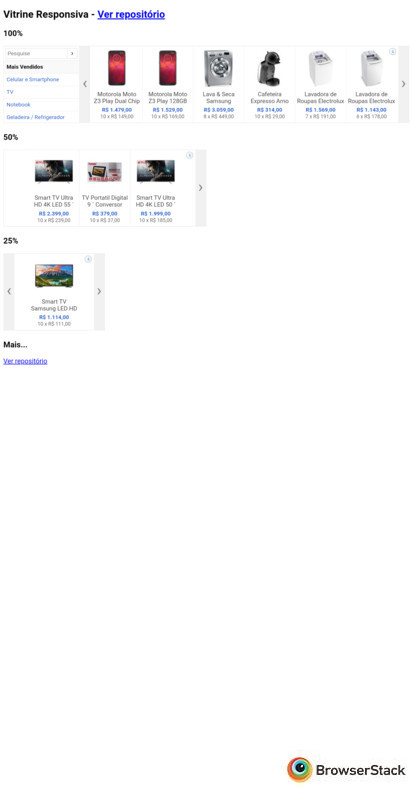 Vitrine Responsiva - Ver repositório
100%
Pesquise
Mais Vendidos
Celular e Smartphone
TV
Notebook
Geladeira / Refrigerador
Motorola Moto
Z3 Play Dual Chip
R$ 1.479,00
10 x R$ 149,00
Motorola Moto
Z3 Play 128GB
R$ 1.529,00
10 x R$ 169,00
Lava & Seca
Samsung
R$ 3.059,00
8 x R$ 449,00
Cafeteira
Expresso Arno
R$ 314,00
10 x R$ 29,00
Lavadora de
Roupas Electrolux
R$ 1.569,00
7 x R$ 191,00
Lavadora de
Roupas Electrolux
R$ 1.143,00
6 x R$ 178,00
50%
Smart TV Ultra
HD 4K LED 55 ´
R$ 2.399,00
10 x R$ 239,00
TV Portátil Digital
9 ´ Conversor
R$ 379,00
10 x R$ 37,00
Smart TV Ultra
HD 4K LED 50 ´
R$ 1.999,00
10 x R$ 185,00
25%
Smart TV
Samsung LED HD
R$ 1.114,00
10 x R$ 111,00
Mais...
Ver repositório
BrowserStack